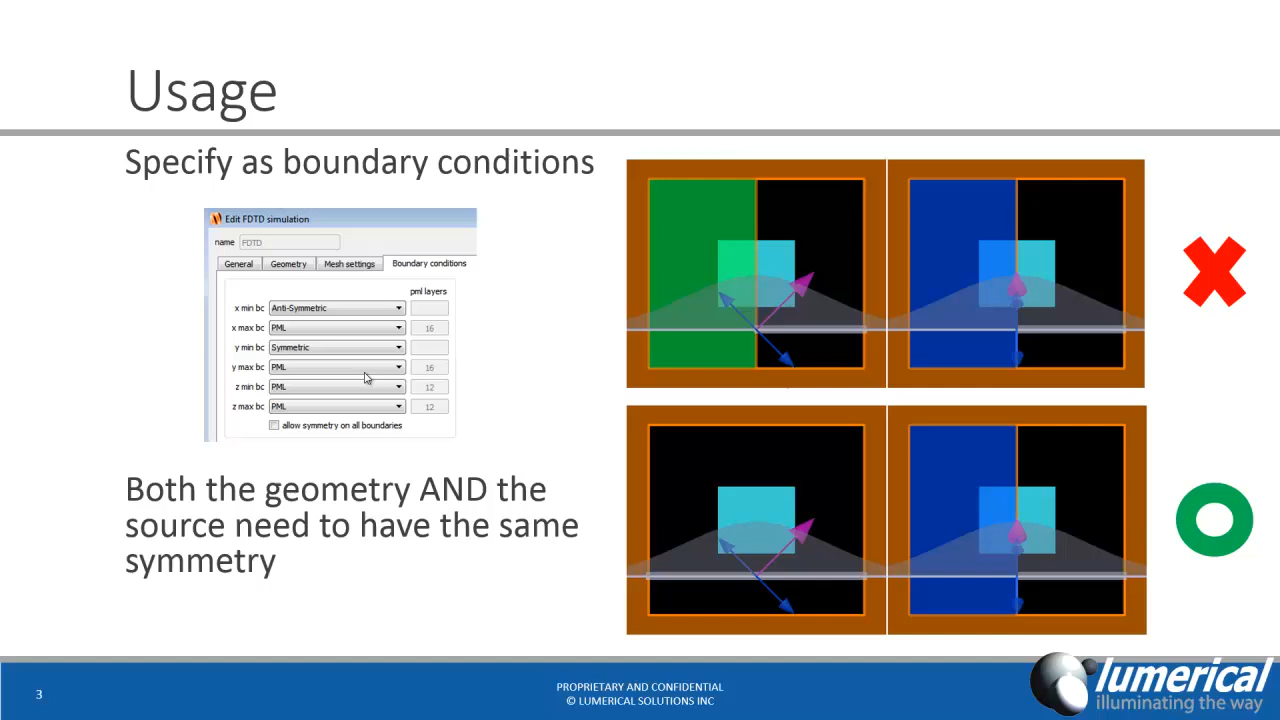 Usage
Specify as boundary conditions
Edit FDTD simulation
name FDTD
General Geometry Mesh settings Boundary conditions
pml layers
x min bc Anti-Symmetric
x max bc PML 16
y min bc Symmetric
y max bc PML 16
z min bc PML 12
z max bc PML 12
allow symmetry on all boundaries
Both the geometry AND the
source need to have the same
symmetry
3
PROPRIETARY AND CONFIDENTIAL
© LUMERICAL SOLUTIONS INC
lumerical
illuminating the way